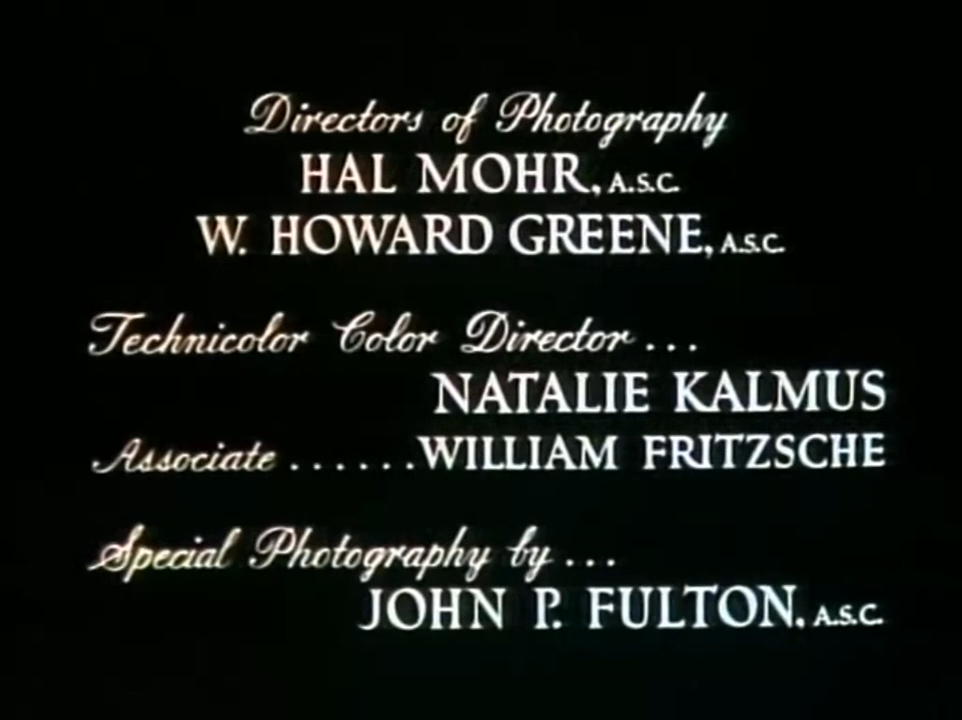 Directors of Photography
HAL MOHR, A.S.C.
W. HOWARD GREENE, A.S.C.
Technicolor Color Director ...
NATALIE KALMUS
Associate ...... WILLIAM FRITZSCHE
Special Photography by ...
JOHN P. FULTON, A.S.C.